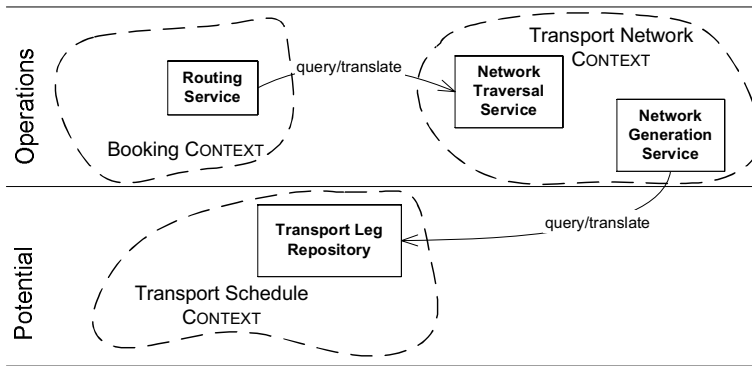 Operations
Routing
Service
Booking CONTEXT
query/translate
Transport Network
CONTEXT
Network
Traversal
Service
Network
Generation
Service
query/translate
Potential
Transport Leg
Repository
Transport Schedule
CONTEXT